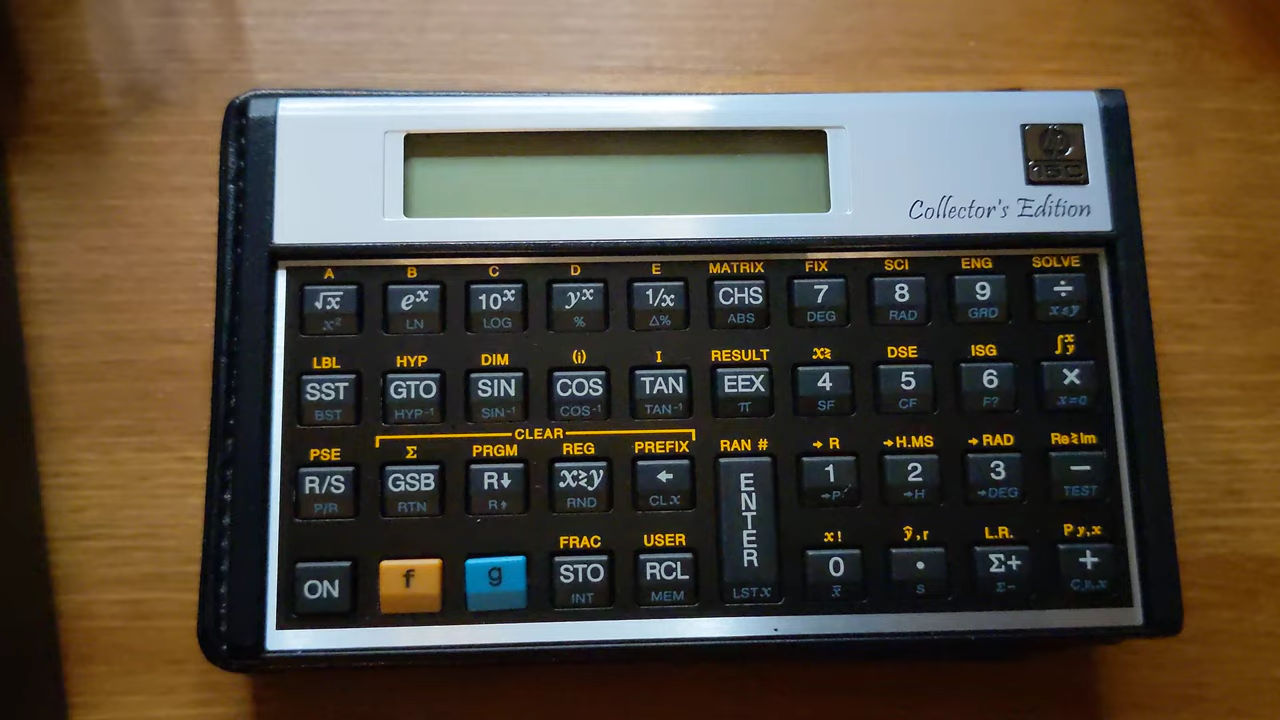 hp
15C
Collector's Edition
A B C D E MATRIX FIX SCI ENG SOLVE
√x e^x 10^x y^x 1/x CHS 7 8 9 ÷
x² LN LOG % Δ% ABS DEG RAD GRD x≤y
LBL HYP DIM (i) I RESULT x≷ DSE ISG ∫xy
SST GTO SIN COS TAN EEX 4 5 6 ×
BST HYP⁻¹ SIN⁻¹ COS⁻¹ TAN⁻¹ π SF CF F? x=0
CLEAR
PSE Σ PRGM REG PREFIX RAN # →R →H.MS →RAD Re≷Im
R/S GSB R↓ x≷y ← ENTER 1 2 3 −
P/R RTN R↑ RND CLx →P →H →DEG TEST
FRAC USER x! ŷ,r L.R. Py,x
ON f g STO RCL 0 · Σ+ +
INT MEM LSTx x̄ s Σ− Cy,x